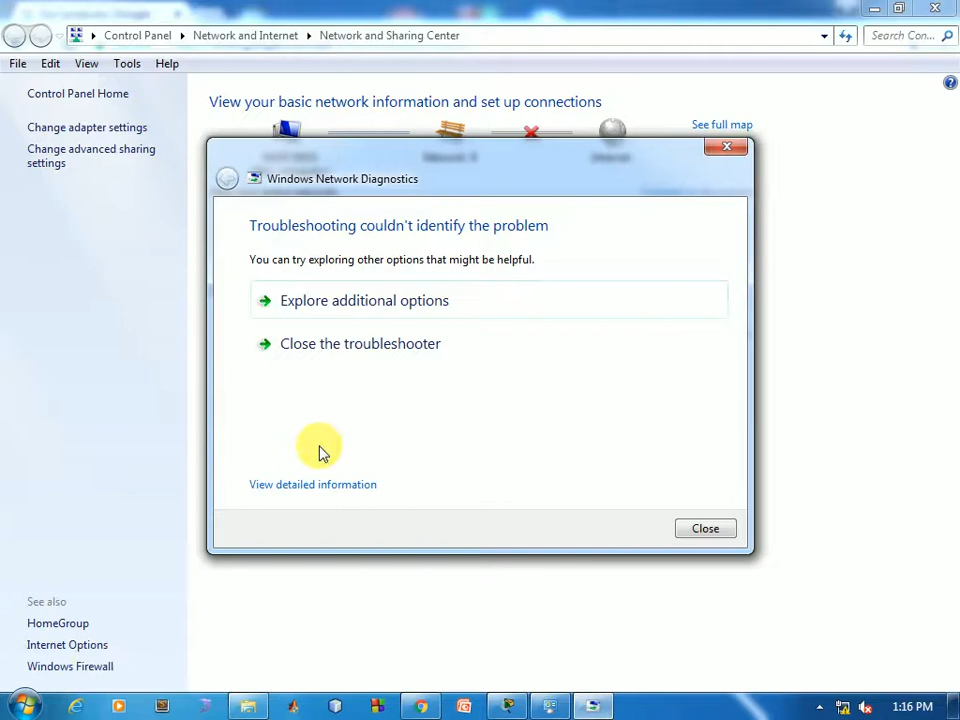 Control Panel Network and Internet Network and Sharing Center Search Con...
File Edit View Tools Help
Control Panel Home
Change adapter settings
Change advanced sharing
settings
View your basic network information and set up connections
See full map
Windows Network Diagnostics
Troubleshooting couldn't identify the problem
You can try exploring other options that might be helpful.
Explore additional options
Close the troubleshooter
View detailed information
Close
See also
HomeGroup
Internet Options
Windows Firewall
1:16 PM